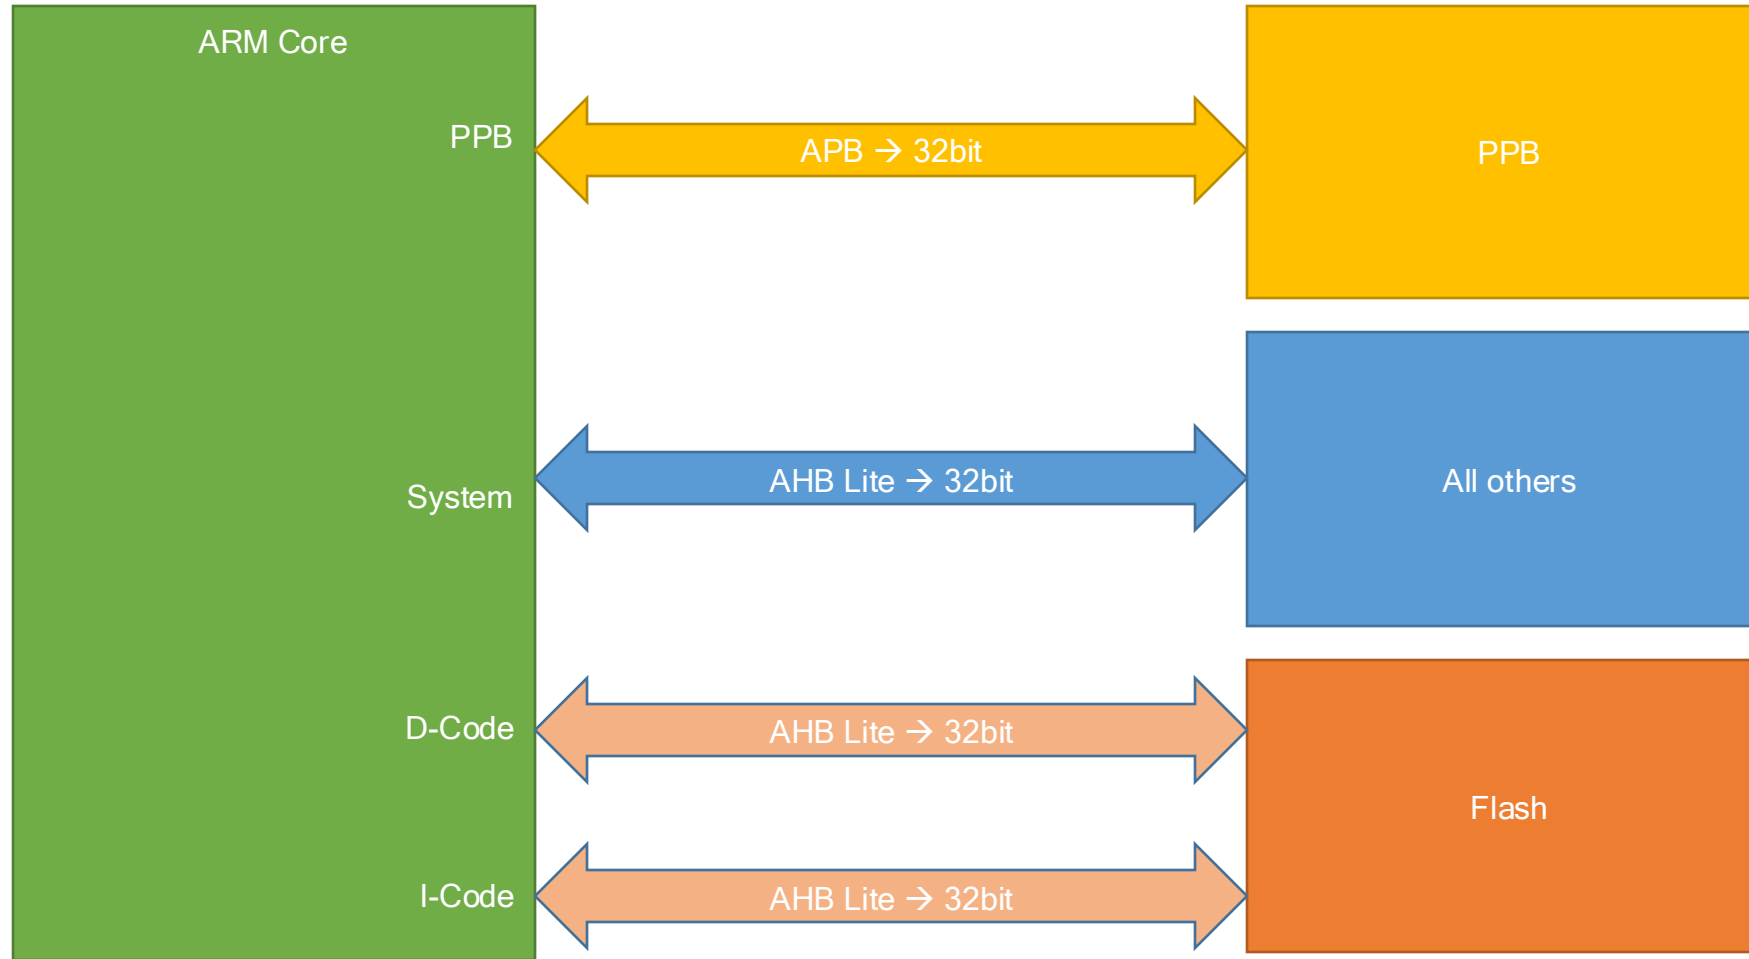 ARM Core
PPB
APB → 32bit
PPB
System
AHB Lite → 32bit
All others
D-Code
AHB Lite → 32bit
Flash
I-Code
AHB Lite → 32bit